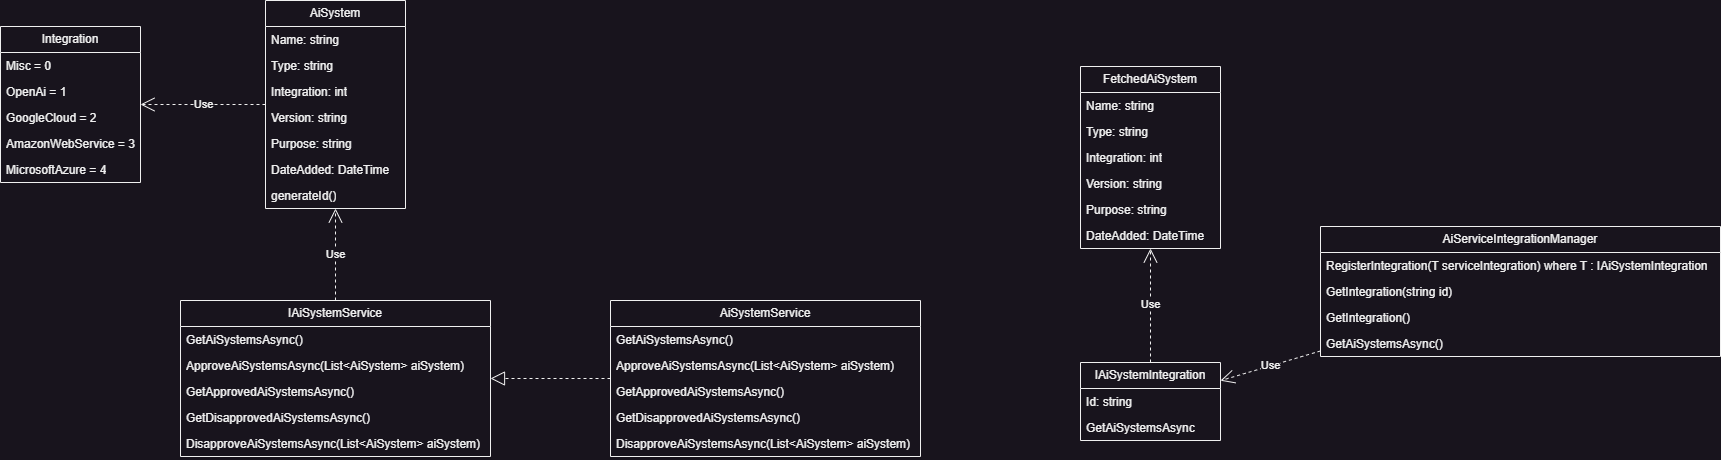 Integration
Misc = 0
OpenAi = 1
GoogleCloud = 2
AmazonWebService = 3
MicrosoftAzure = 4
Use
AiSystem
Name: string
Type: string
Integration: int
Version: string
Purpose: string
DateAdded: DateTime
generateId()
Use
IAiSystemService
GetAiSystemsAsync()
ApproveAiSystemsAsync(List<AiSystem> aiSystem)
GetApprovedAiSystemsAsync()
GetDisapprovedAiSystemsAsync()
DisapproveAiSystemsAsync(List<AiSystem> aiSystem)
AiSystemService
GetAiSystemsAsync()
ApproveAiSystemsAsync(List<AiSystem> aiSystem)
GetApprovedAiSystemsAsync()
GetDisapprovedAiSystemsAsync()
DisapproveAiSystemsAsync(List<AiSystem> aiSystem)
FetchedAiSystem
Name: string
Type: string
Integration: int
Version: string
Purpose: string
DateAdded: DateTime
Use
IAiSystemIntegration
Id: string
GetAiSystemsAsync
Use
AiServiceIntegrationManager
RegisterIntegration(T serviceIntegration) where T : IAiSystemIntegration
GetIntegration(string id)
GetIntegration()
GetAiSystemsAsync()